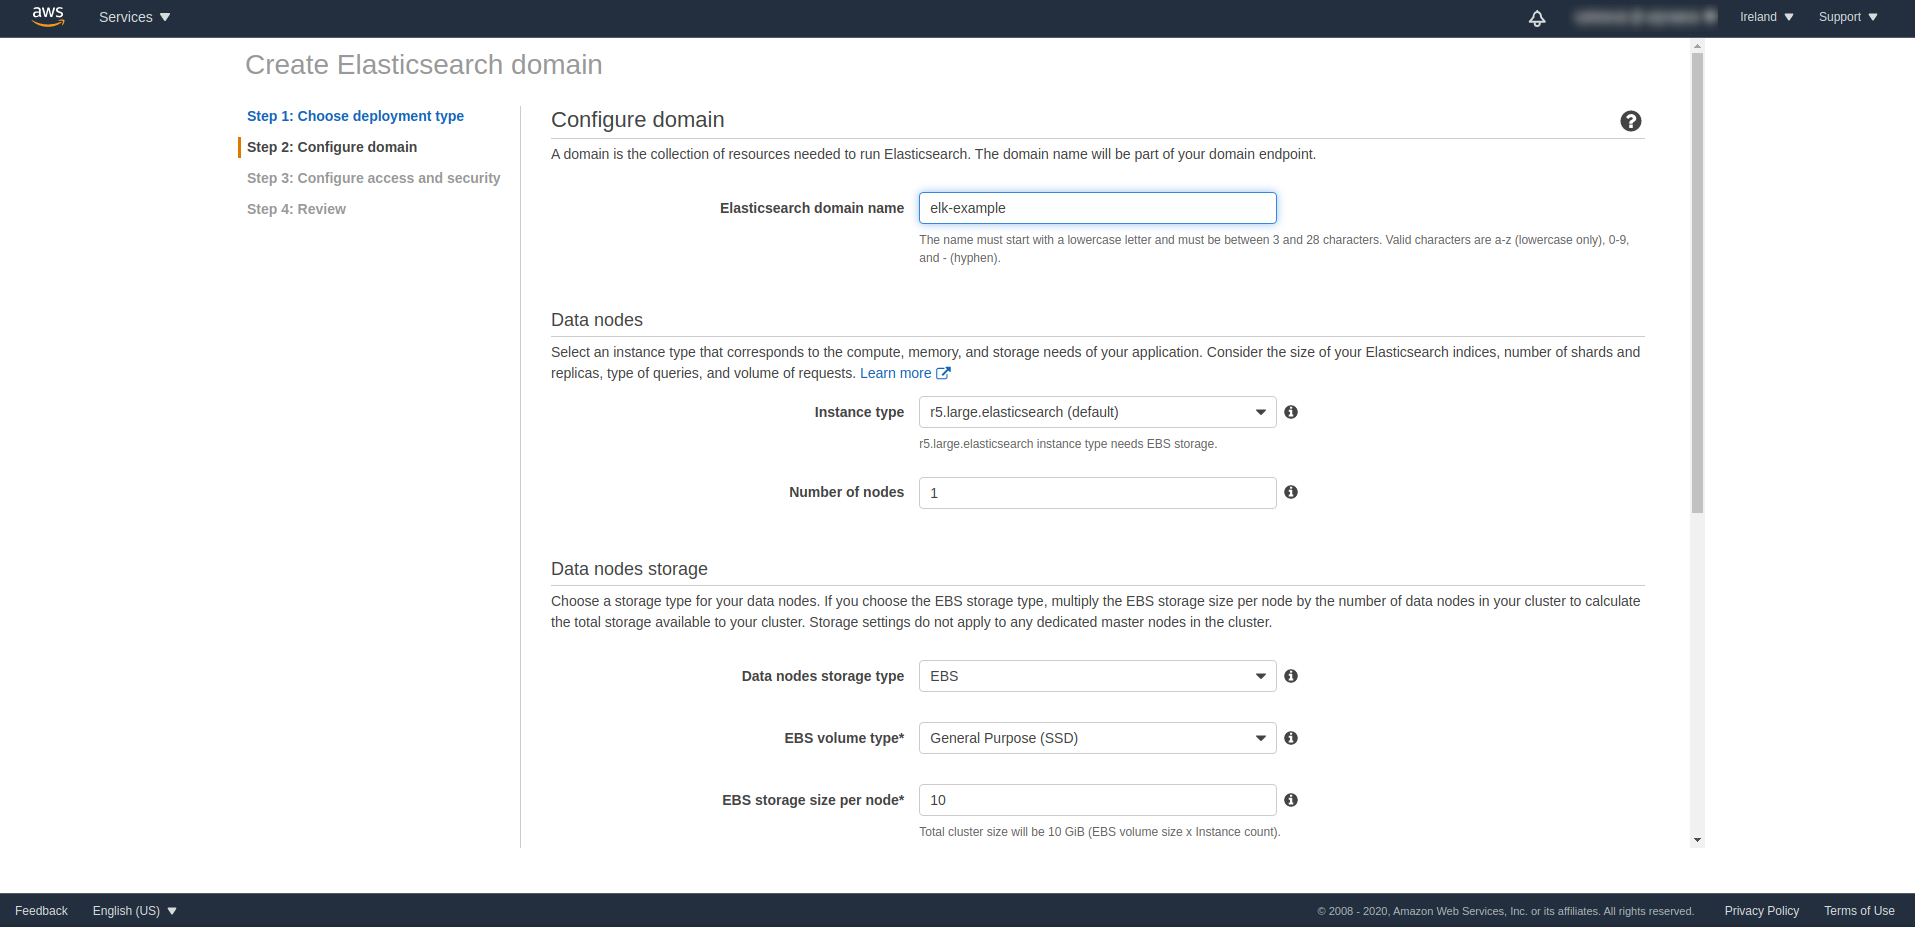 aws
Services
Ireland
Support
Create Elasticsearch domain
Step 1: Choose deployment type
Step 2: Configure domain
Step 3: Configure access and security
Step 4: Review
Configure domain
A domain is the collection of resources needed to run Elasticsearch. The domain name will be part of your domain endpoint.
Elasticsearch domain name
elk-example
The name must start with a lowercase letter and must be between 3 and 28 characters. Valid characters are a-z (lowercase only), 0-9,
and - (hyphen).
Data nodes
Select an instance type that corresponds to the compute, memory, and storage needs of your application. Consider the size of your Elasticsearch indices, number of shards and
replicas, type of queries, and volume of requests. Learn more
Instance type
r5.large.elasticsearch (default)
r5.large.elasticsearch instance type needs EBS storage.
Number of nodes
1
Data nodes storage
Choose a storage type for your data nodes. If you choose the EBS storage type, multiply the EBS storage size per node by the number of data nodes in your cluster to calculate
the total storage available to your cluster. Storage settings do not apply to any dedicated master nodes in the cluster.
Data nodes storage type
EBS
EBS volume type*
General Purpose (SSD)
EBS storage size per node*
10
Total cluster size will be 10 GiB (EBS volume size x Instance count).
Feedback
English (US)
© 2008 - 2020, Amazon Web Services, Inc. or its affiliates. All rights reserved.
Privacy Policy
Terms of Use